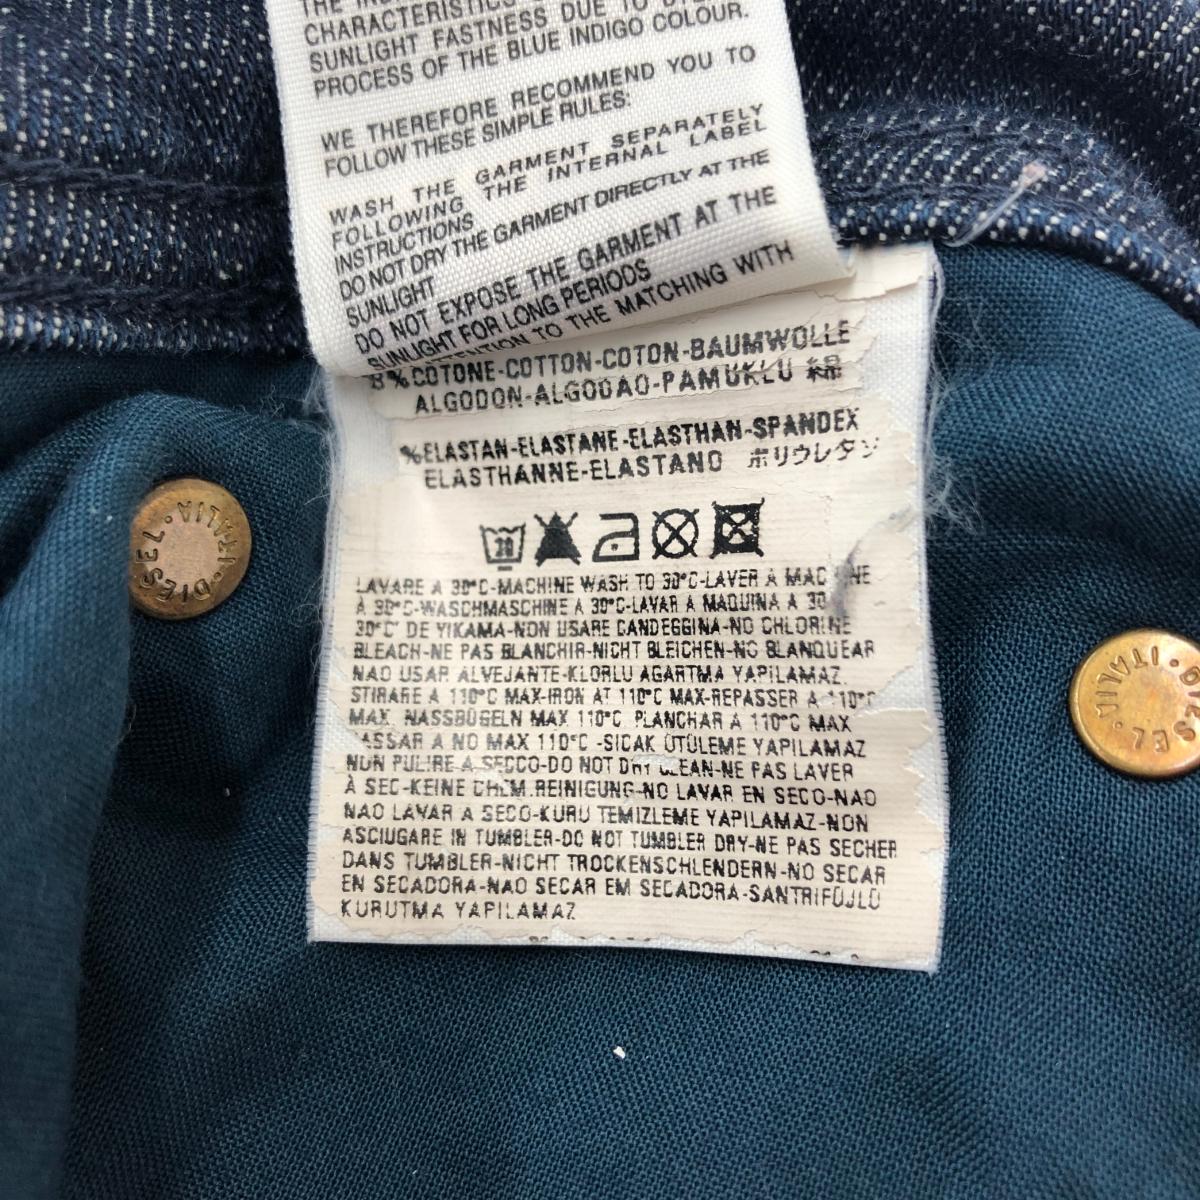 CHARACTERISTICS
SUNLIGHT FASTNESS DUE TO
PROCESS OF THE BLUE INDIGO COLOUR.
WE THEREFORE RECOMMEND YOU TO
FOLLOW THESE SIMPLE RULES:
WASH THE GARMENT SEPARATELY
FOLLOWING THE INTERNAL LABEL
INSTRUCTIONS
DO NOT DRY THE GARMENT DIRECTLY AT THE
SUNLIGHT
DO NOT EXPOSE THE GARMENT AT THE
SUNLIGHT FOR LONG PERIODS
TO THE MATCHING WITH
8% COTONE-COTTON-COTON-BAUMWOLLE
ALGODON-ALGODAO-PAMUKLU 綿
%ELASTAN-ELASTANE-ELASTHAN-SPANDEX
ELASTHANNE-ELASTANO ポリウレタン
30
LAVARE A 30°C-MACHINE WASH TO 30°C-LAVER A MAC INE
À 30°C-WASCHMASCHINE A 30°C-LAVAR A MAQUINA A 30
30°C' DE YIKAMA-NON USARE CANDEGGINA-NO CHLORINE
BLEACH-NE PAS BLANCHIR-NICHT BLEICHEN-NO BLANQUEAR
NAO USAR ALVEJANTE-KLORLU AGARTMA YAPILAMAZ.
STIRARE A 110°C MAX-IRON AT 110°C MAX-REPASSER A 110°C
MAX. NASSBÜGELN MAX 110°C. PLANCHAR A 110°C MAX
ASSAR A NO MAX 110°C -SICAK ÜTÜLEME YAPILAMAZ
NON PULIRE A SECCO-DO NOT DRY CLEAN-NE PAS LAVER
À SEC-KEINE CHEM.REINIGUNG-NO LAVAR EN SECO-NAO
NAO LAVAR A SECO-KURU TEMIZLEME YAPILAMAZ-NON
ASCIUGARE IN TUMBLER-DO NOT TUMBLER DRY-NE PAS SECHER
DANS TUMBLER-NICHT TROCKENSCHLENDERN-NO SECAR
EN SECADORA-NAO SECAR EM SECADORA-SANTRIFÜJLÜ
KURUTMA YAPILAMAZ
DIESEL · ITALIA ·
DIESEL · ITALIA ·